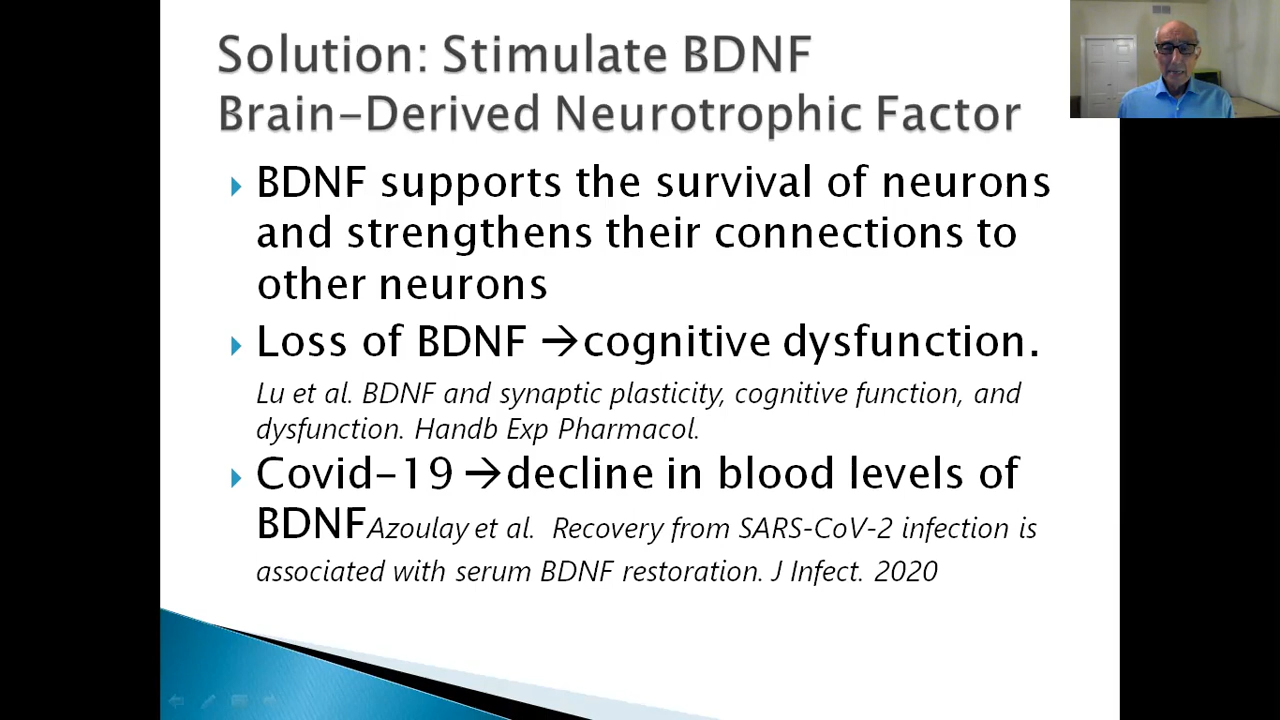 Solution: Stimulate BDNF
Brain-Derived Neurotrophic Factor
BDNF supports the survival of neurons
and strengthens their connections to
other neurons
Loss of BDNF →cognitive dysfunction.
Lu et al. BDNF and synaptic plasticity, cognitive function, and
dysfunction. Handb Exp Pharmacol.
Covid-19 →decline in blood levels of
BDNFAzoulay et al. Recovery from SARS-CoV-2 infection is
associated with serum BDNF restoration. J Infect. 2020